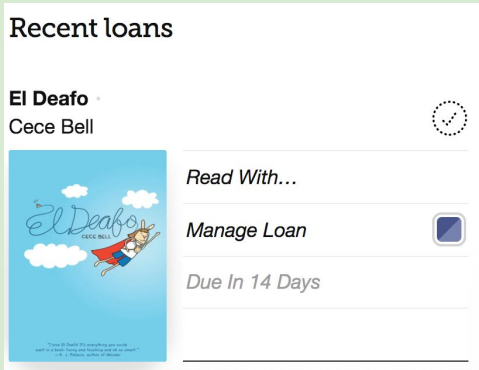 Recent loans
El Deafo
Cece Bell
El Deafo
CECE BELL
Read With...
Manage Loan
Due In 14 Days